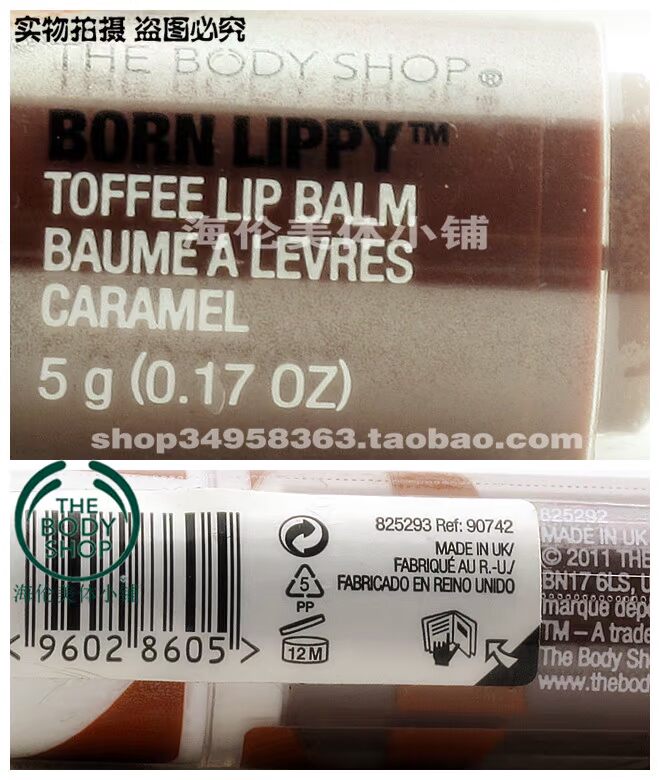 实物拍摄 盗图必究
THE BODY SHOP®
BORN LIPPY™
TOFFEE LIP BALM
海伦美体小铺
BAUME À LÈVRES
CARAMEL
5 g (0.17 OZ)
shop34958363.taobao.com
THE
BODY
SHOP
海伦美体小铺
<9602 8605>
5
PP
12 M
825293 Ref: 90742
MADE IN UK/
FABRIQUÉ AU R.-U./
FABRICADO EN REINO UNIDO
825292
MADE IN UK
© 2011 THE
BN17 6LS, U
marque dépo
TM – A trade
The Body Sh
www.thebod